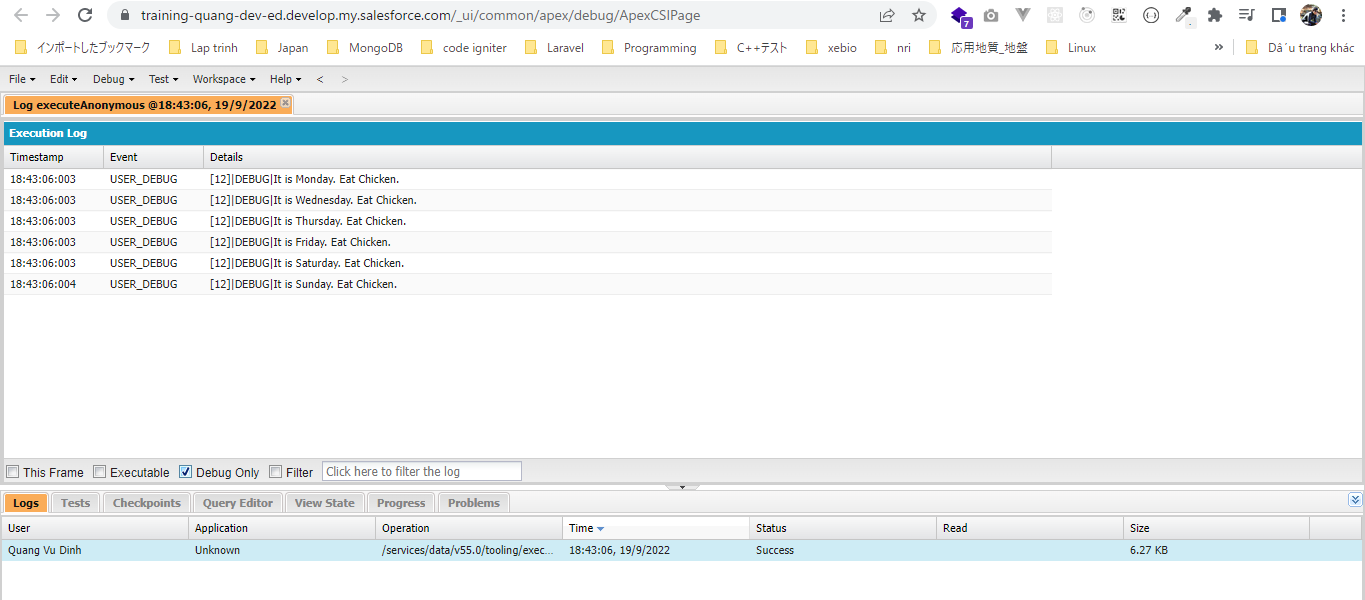 training-quang-dev-ed.develop.my.salesforce.com/_ui/common/apex/debug/ApexCSIPage
7
インポートしたブックマーク Lap trinh Japan MongoDB code igniter Laravel Programming C++テスト xebio nri 応用地質_地盤 Linux » Dấu trang khác
File Edit Debug Test Workspace Help < >
Log executeAnonymous @18:43:06, 19/9/2022
Execution Log
Timestamp Event Details
18:43:06:003 USER_DEBUG [12]|DEBUG|It is Monday. Eat Chicken.
18:43:06:003 USER_DEBUG [12]|DEBUG|It is Wednesday. Eat Chicken.
18:43:06:003 USER_DEBUG [12]|DEBUG|It is Thursday. Eat Chicken.
18:43:06:003 USER_DEBUG [12]|DEBUG|It is Friday. Eat Chicken.
18:43:06:003 USER_DEBUG [12]|DEBUG|It is Saturday. Eat Chicken.
18:43:06:004 USER_DEBUG [12]|DEBUG|It is Sunday. Eat Chicken.
This Frame Executable Debug Only Filter Click here to filter the log
Logs Tests Checkpoints Query Editor View State Progress Problems
User Application Operation Time Status Read Size
Quang Vu Dinh Unknown /services/data/v55.0/tooling/exec... 18:43:06, 19/9/2022 Success 6.27 KB